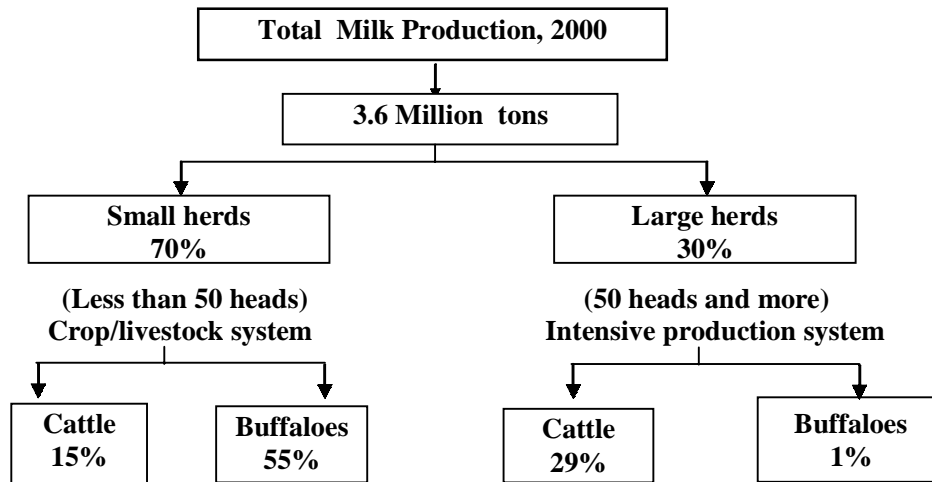 Total Milk Production, 2000
3.6 Million tons
Small herds
70%
Large herds
30%
(Less than 50 heads)
Crop/livestock system
(50 heads and more)
Intensive production system
Cattle
15%
Buffaloes
55%
Cattle
29%
Buffaloes
1%